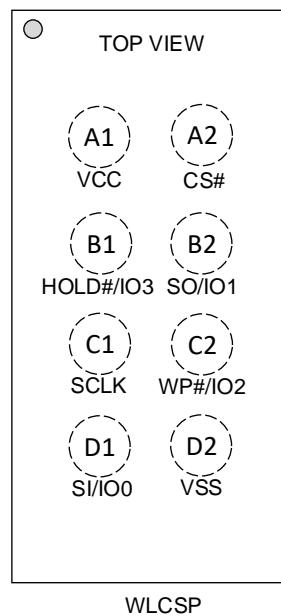 TOP VIEW
A1 A2
VCC CS#
B1 B2
HOLD#/IO3 SO/IO1
C1 C2
SCLK WP#/IO2
D1 D2
SI/IO0 VSS
WLCSP